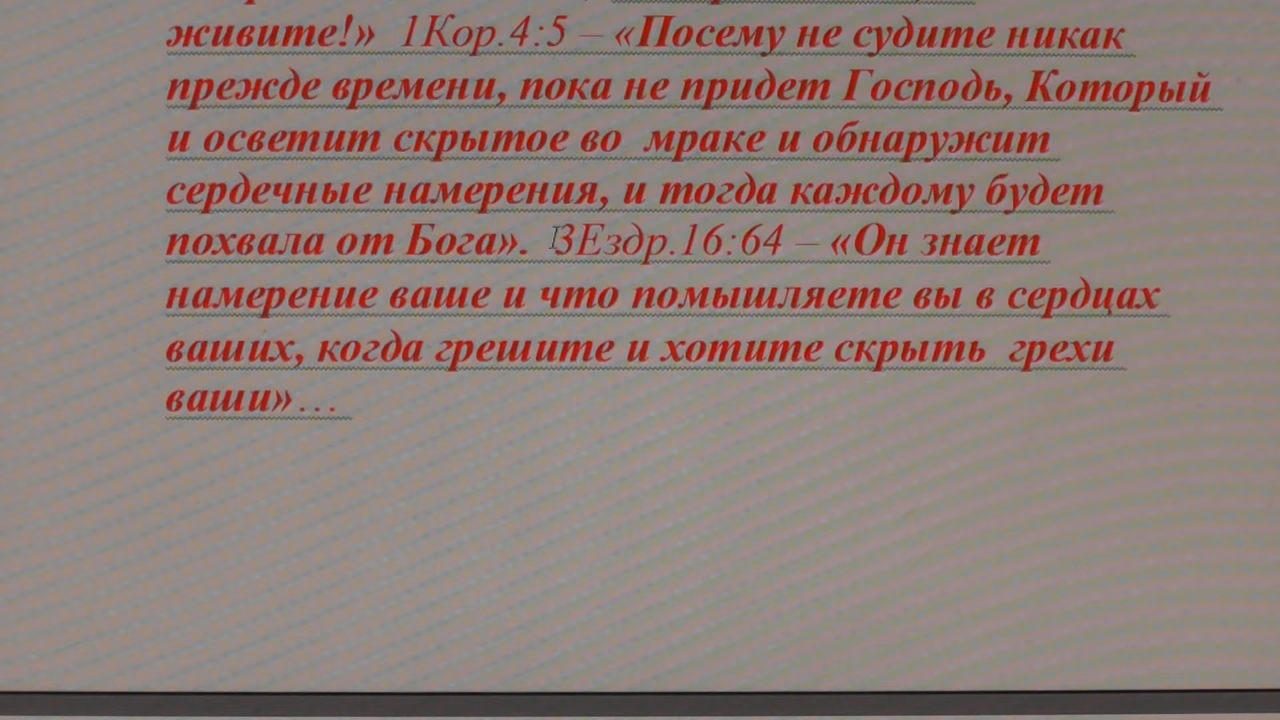 живите!» 1Кор.4:5 – «Посему не судите никак
прежде времени, пока не придет Господь, Который
и осветит скрытое во мраке и обнаружит
сердечные намерения, и тогда каждому будет
похвала от Бога». 3Ездр.16:64 – «Он знает
намерение ваше и что помышляете вы в сердцах
ваших, когда грешите и хотите скрыть грехи
ваши»…